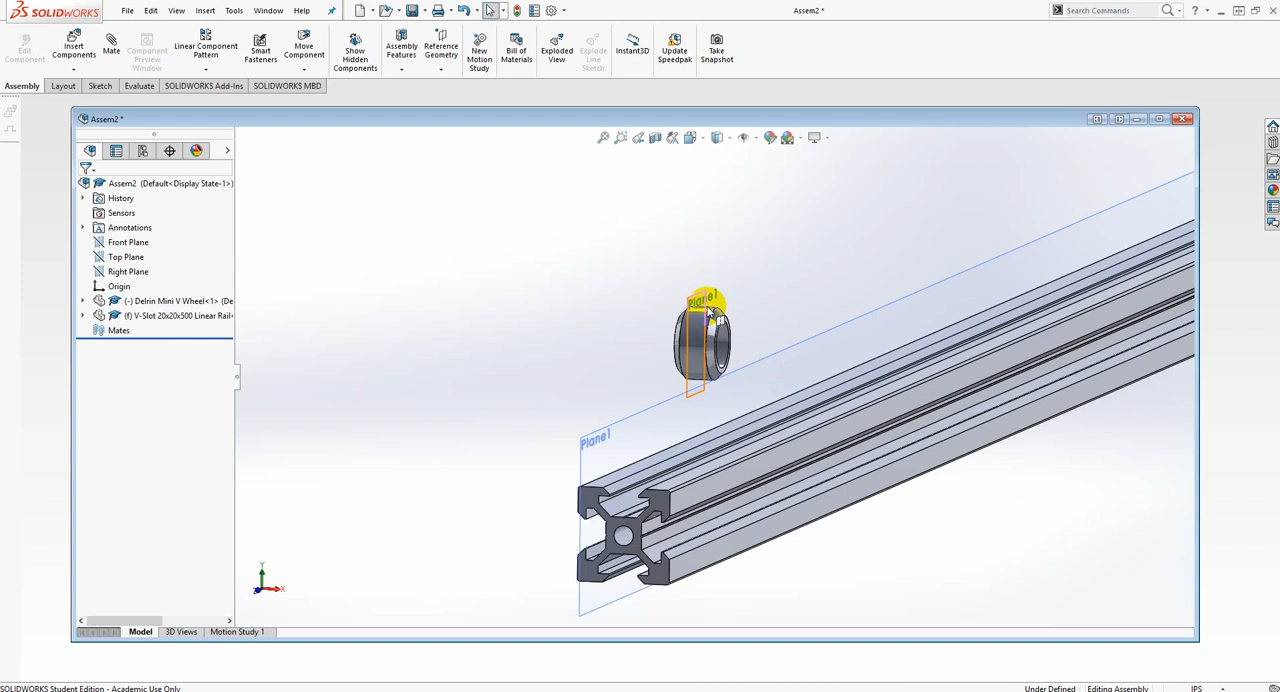 SOLIDWORKS
File Edit View Insert Tools Window Help
Assem2 *
Search Commands
?
Edit Component
Insert Components
Mate
Component Preview Window
Linear Component Pattern
Smart Fasteners
Move Component
Show Hidden Components
Assembly Features
Reference Geometry
New Motion Study
Bill of Materials
Exploded View
Explode Line Sketch
Instant3D
Update Speedpak
Take Snapshot
Assembly Layout Sketch Evaluate SOLIDWORKS Add-Ins SOLIDWORKS MBD
Assem2 *
Assem2 (Default<Display State-1>)
History
Sensors
Annotations
Front Plane
Top Plane
Right Plane
Origin
(-) Delrin Mini V Wheel<1> (De
(f) V-Slot 20x20x500 Linear Rail<
Mates
Plane1
Plane1
Y
X
Z
Model 3D Views Motion Study 1
SOLIDWORKS Student Edition - Academic Use Only
Under Defined Editing Assembly IPS